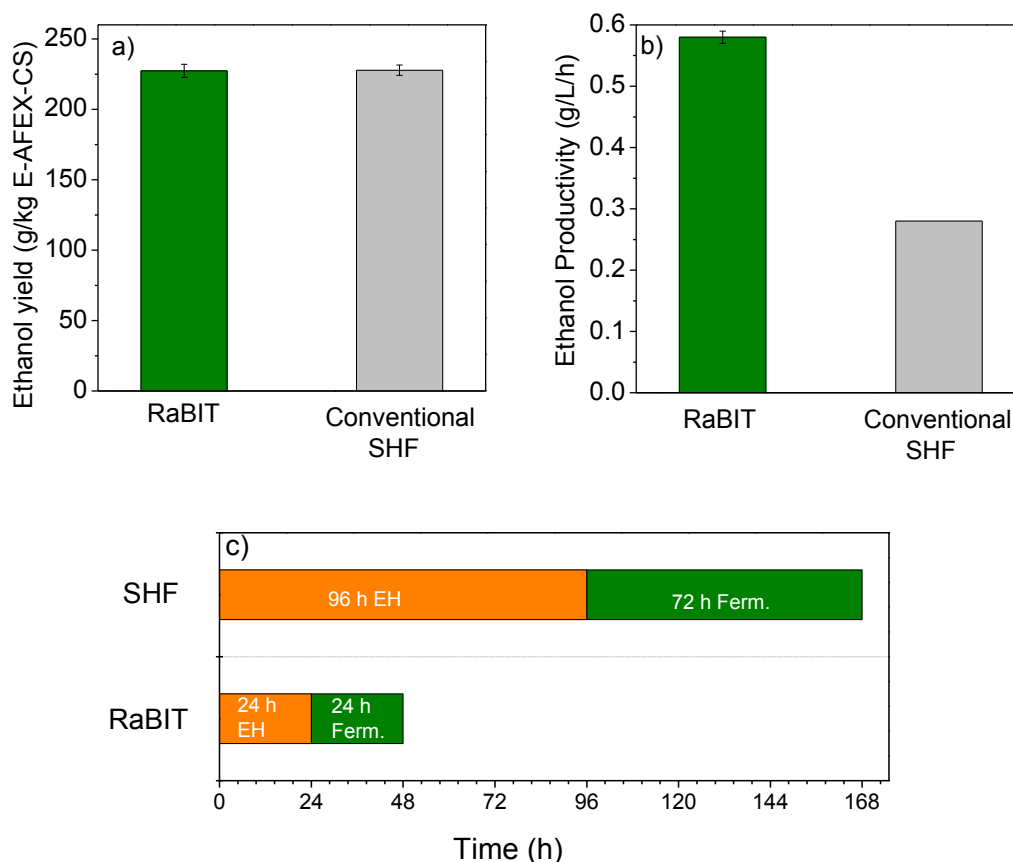 a)
Ethanol yield (g/kg E-AFEX-CS)
250
200
150
100
50
0
RaBIT
Conventional
SHF
b)
Ethanol Productivity (g/L/h)
0.6
0.5
0.4
0.3
0.2
0.1
0.0
RaBIT
Conventional
SHF
c)
SHF
96 h EH
72 h Ferm.
RaBIT
24 h
EH
24 h
Ferm.
0 24 48 72 96 120 144 168
Time (h)